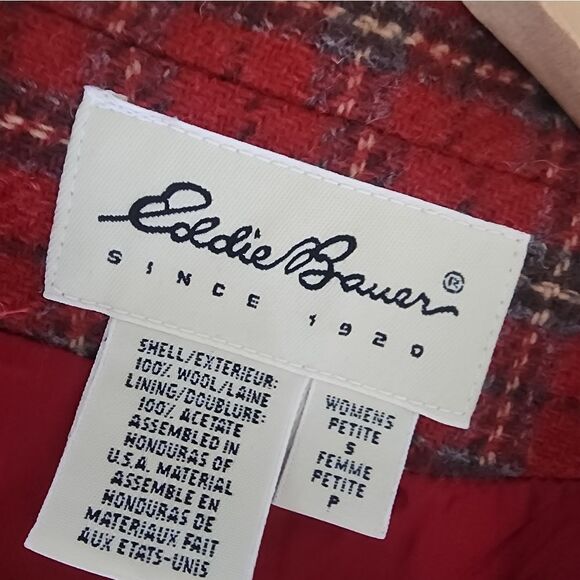 Eddie Bauer®
SINCE 1920
SHELL/EXTERIEUR:
100% WOOL/LAINE
LINING/DOUBLURE:
100% ACETATE
ASSEMBLED IN
HONDURAS OF
U.S.A. MATERIAL
ASSEMBLE EN
HONDURAS DE
MATERIAUX FAIT
AUX ETATS-UNIS
WOMENS
PETITE
S
FEMME
PETITE
P